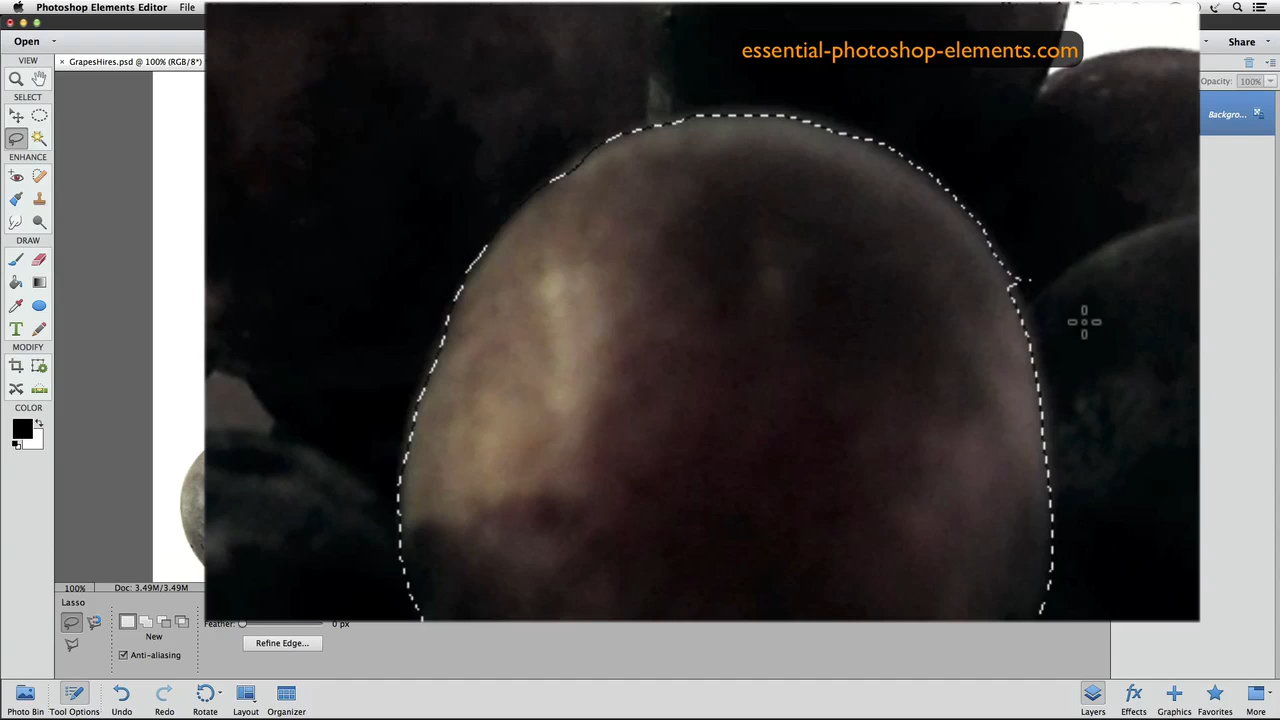 Photoshop Elements Editor File
Open
Share
VIEW
GrapesHires.psd @ 100% (RGB/8*)
essential-photoshop-elements.com
Opacity: 100%
SELECT
Backgro...
ENHANCE
DRAW
MODIFY
COLOR
100% Doc: 3.49M/3.49M
Lasso
Feather: 0 px
New
Refine Edge...
Anti-aliasing
Photo Bin Tool Options Undo Redo Rotate Layout Organizer Layers Effects Graphics Favorites More